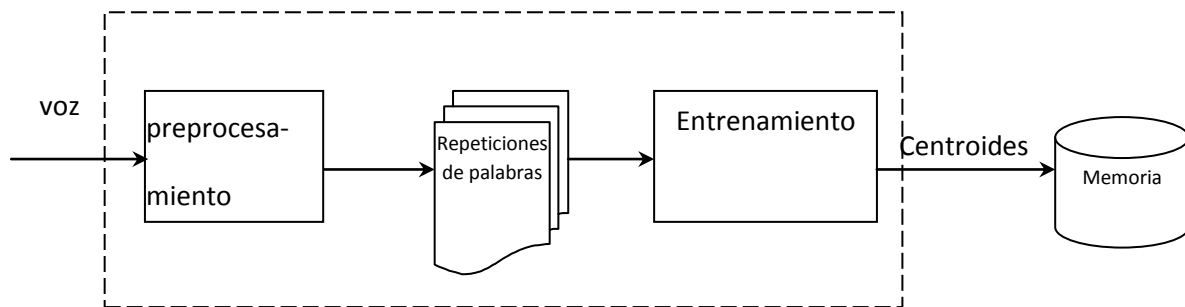 voz
preprocesa-
miento
Repeticiones
de palabras
Entrenamiento
Centroides
Memoria